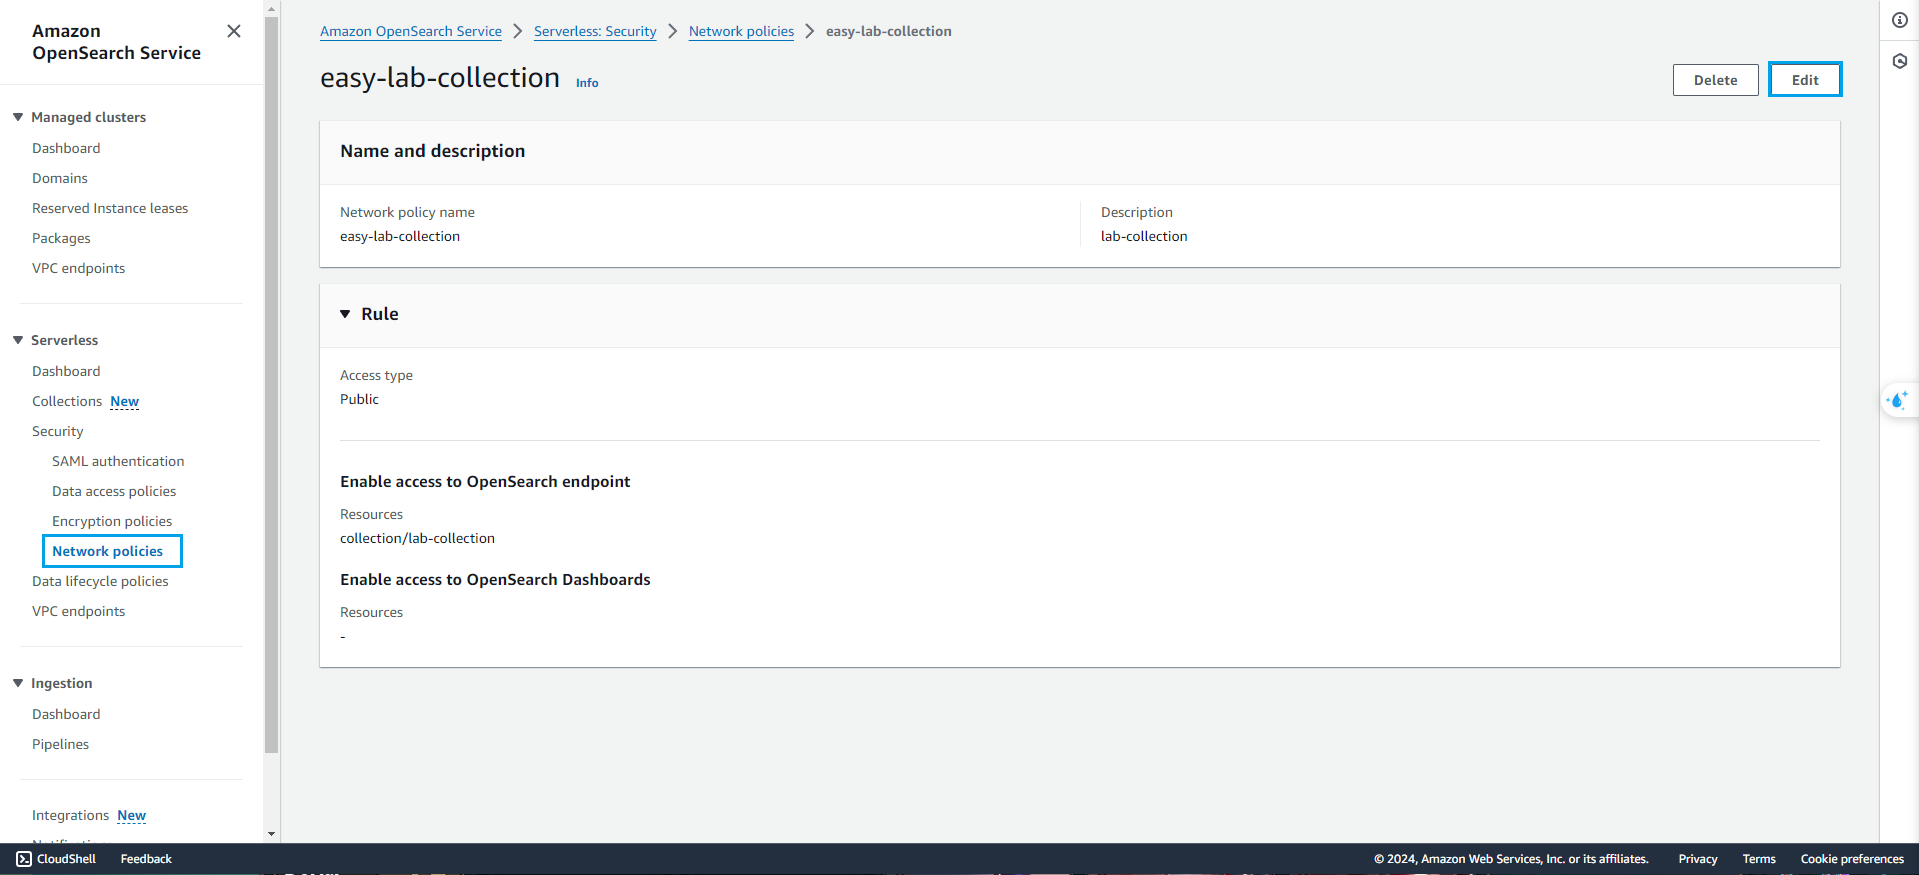 Amazon
OpenSearch Service
Managed clusters
Dashboard
Domains
Reserved Instance leases
Packages
VPC endpoints
Serverless
Dashboard
Collections New
Security
SAML authentication
Data access policies
Encryption policies
Network policies
Data lifecycle policies
VPC endpoints
Ingestion
Dashboard
Pipelines
Integrations New
Amazon OpenSearch Service
Serverless: Security
Network policies
easy-lab-collection
easy-lab-collection Info
Delete
Edit
Name and description
Network policy name
easy-lab-collection
Description
lab-collection
Rule
Access type
Public
Enable access to OpenSearch endpoint
Resources
collection/lab-collection
Enable access to OpenSearch Dashboards
Resources
-
CloudShell
Feedback
© 2024, Amazon Web Services, Inc. or its affiliates.
Privacy
Terms
Cookie preferences